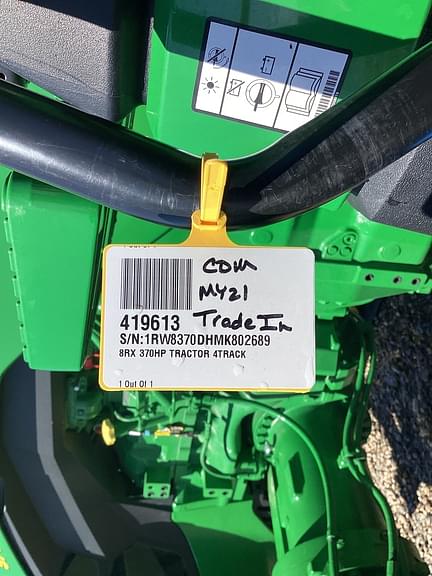 CDM
MY21
419613 Trade In
S/N:1RW8370DHMK802689
8RX 370HP TRACTOR 4TRACK
1 Out Of 1